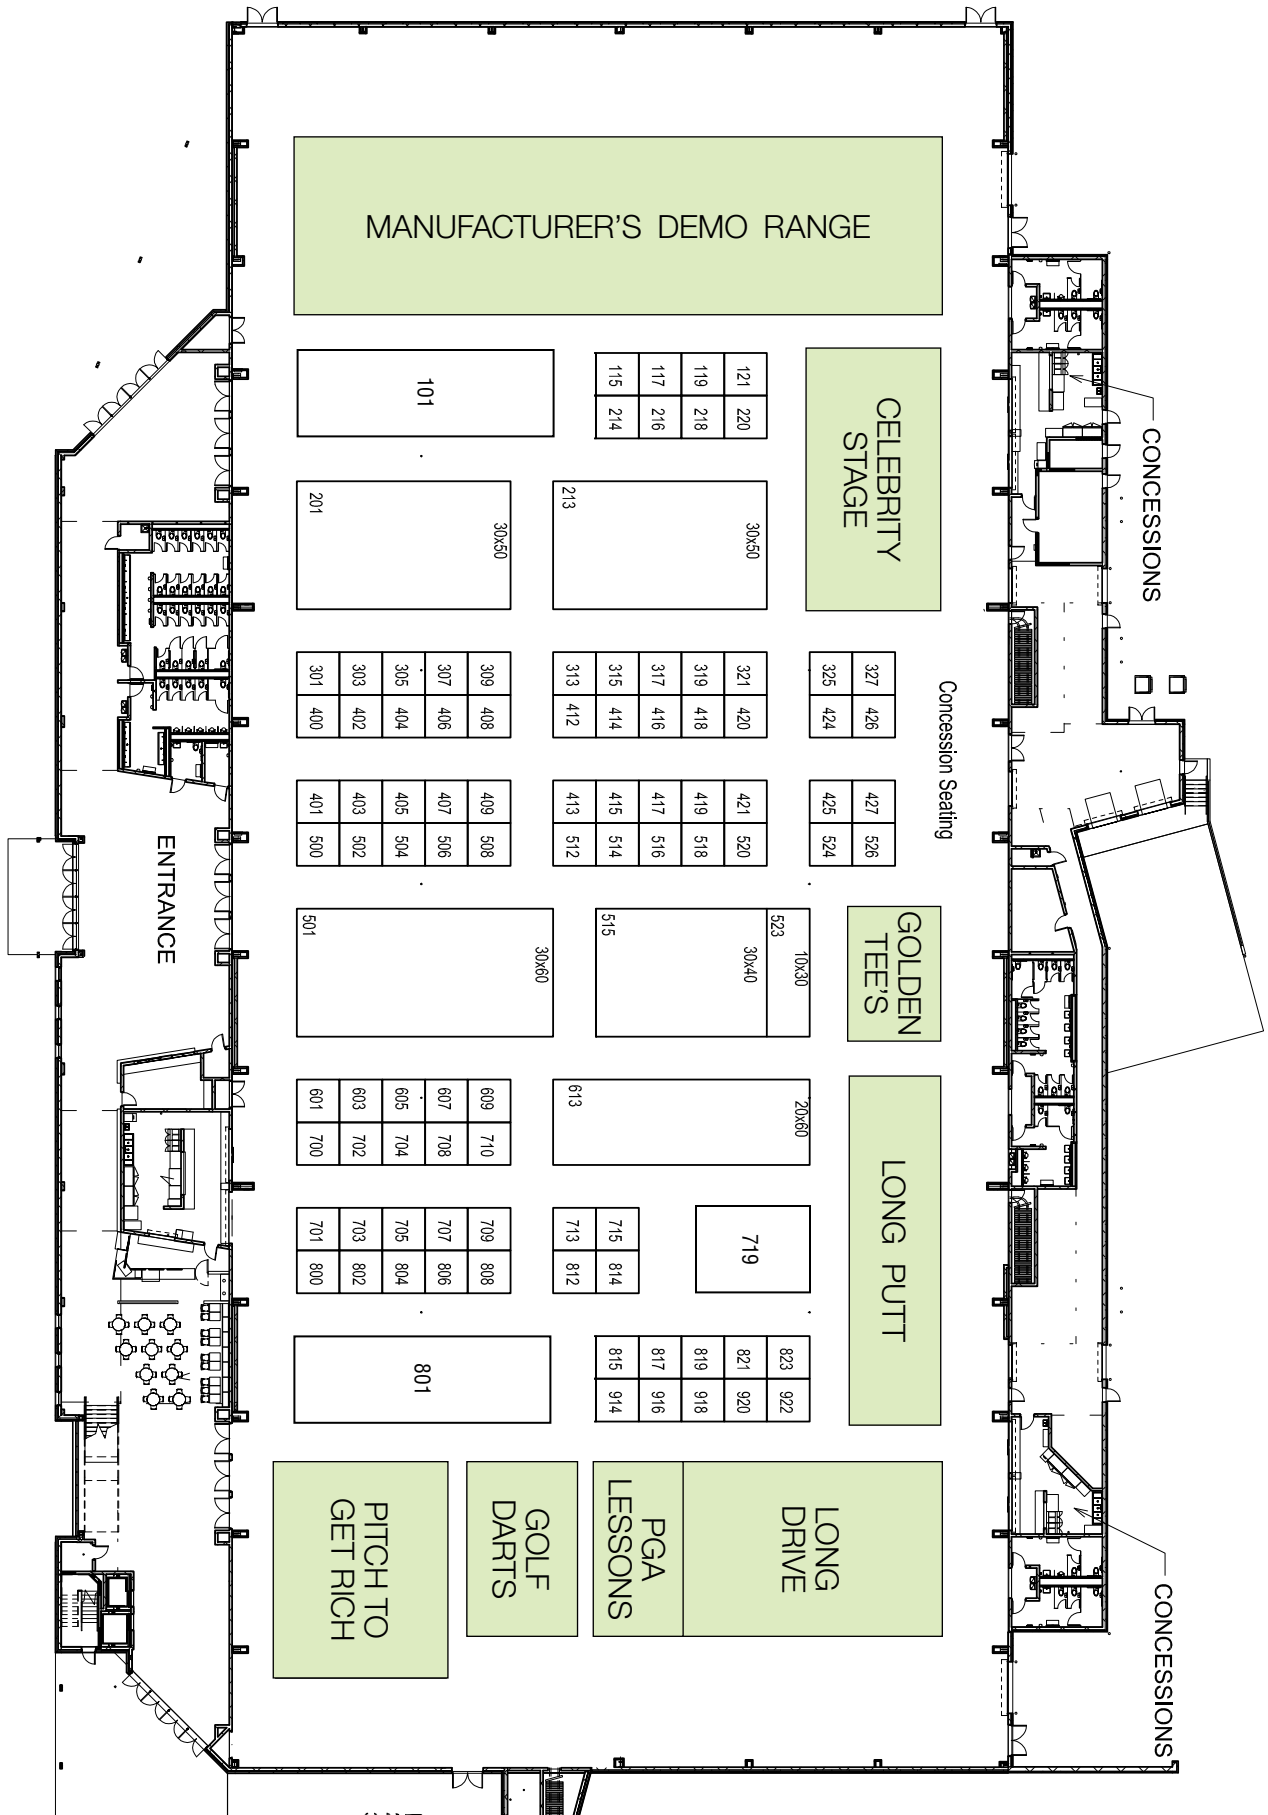 MANUFACTURER'S DEMO RANGE
101
115 117 119 121
214 216 218 220
CELEBRITY
STAGE
CONCESSIONS
201
30x50
213
30x50
301 303 305 307 309
400 402 404 406 408
313 315 317 319 321
412 414 416 418 420
325 327
424 426
Concession Seating
401 403 405 407 409
500 502 504 506 508
413 415 417 419 421
512 514 516 518 520
425 427
524 526
ENTRANCE
501
30x60
515
30x40
523
10x30
GOLDEN
TEE'S
601 603 605 607 609
700 702 704 708 710
613
20x60
LONG PUTT
701 703 705 707 709
800 802 804 806 808
713 715
812 814
719
801
815 817 819 821 823
914 916 918 920 922
PITCH TO
GET RICH
GOLF
DARTS
PGA
LESSONS
LONG
DRIVE
CONCESSIONS